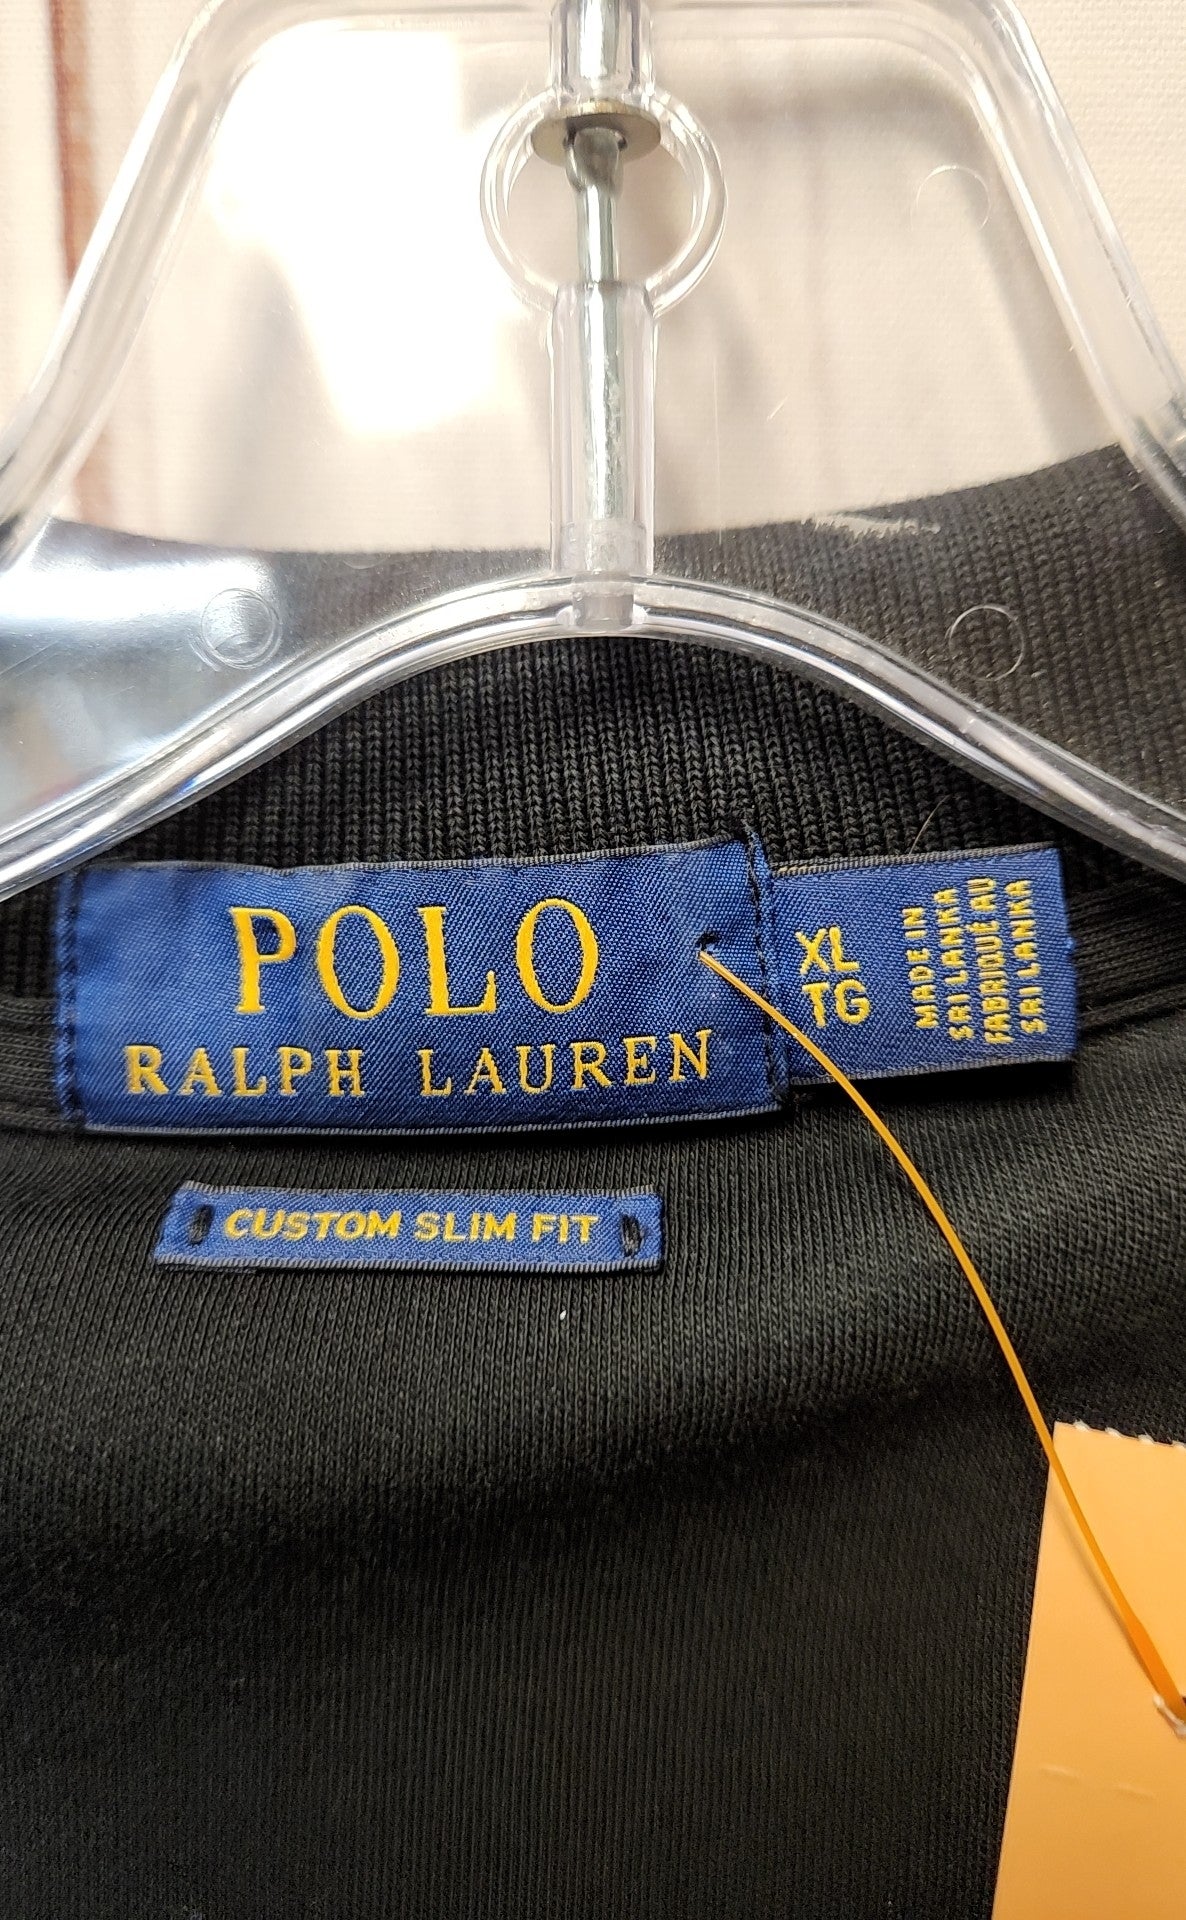 POLO
RALPH LAUREN
XL
TG
MADE IN
SRI LANKA
FABRIQUÉ AU
SRI LANKA
CUSTOM SLIM FIT